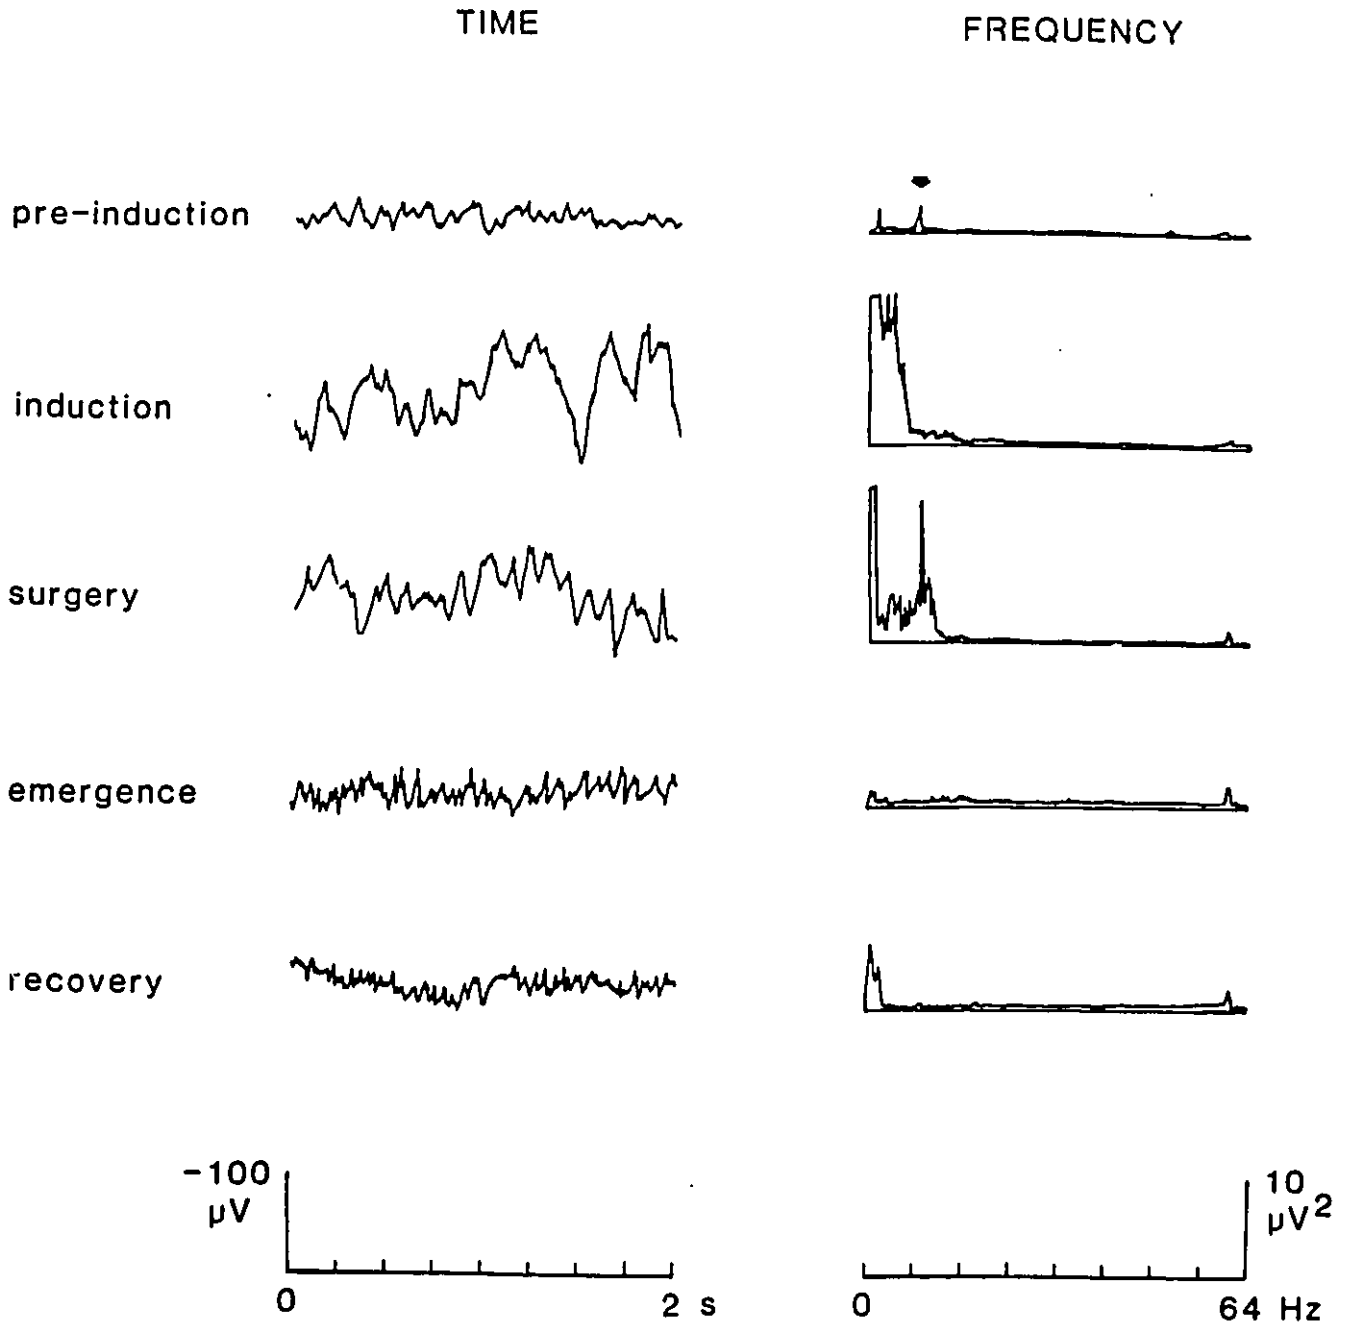 TIME
FREQUENCY
pre-induction
induction
surgery
emergence
recovery
-100
µV
10
µV2
0
2 s
0
64 Hz